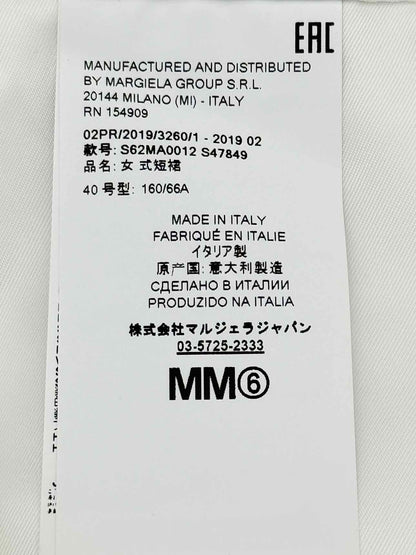 EAC
MANUFACTURED AND DISTRIBUTED
BY MARGIELA GROUP S.R.L.
20144 MILANO (MI) - ITALY
RN 154909
02PR/2019/3260/1 - 2019 02
款号: S62MA0012 S47849
品名: 女 式短裙
40 号型: 160/66A
MADE IN ITALY
FABRIQUÉ EN ITALIE
イタリア製
原产国: 意大利製造
СДЕЛАНО В ИТАЛИИ
PRODUZIDO NA ITALIA
株式会社マルジェラジャパン
03-5725-2333
MM⑥